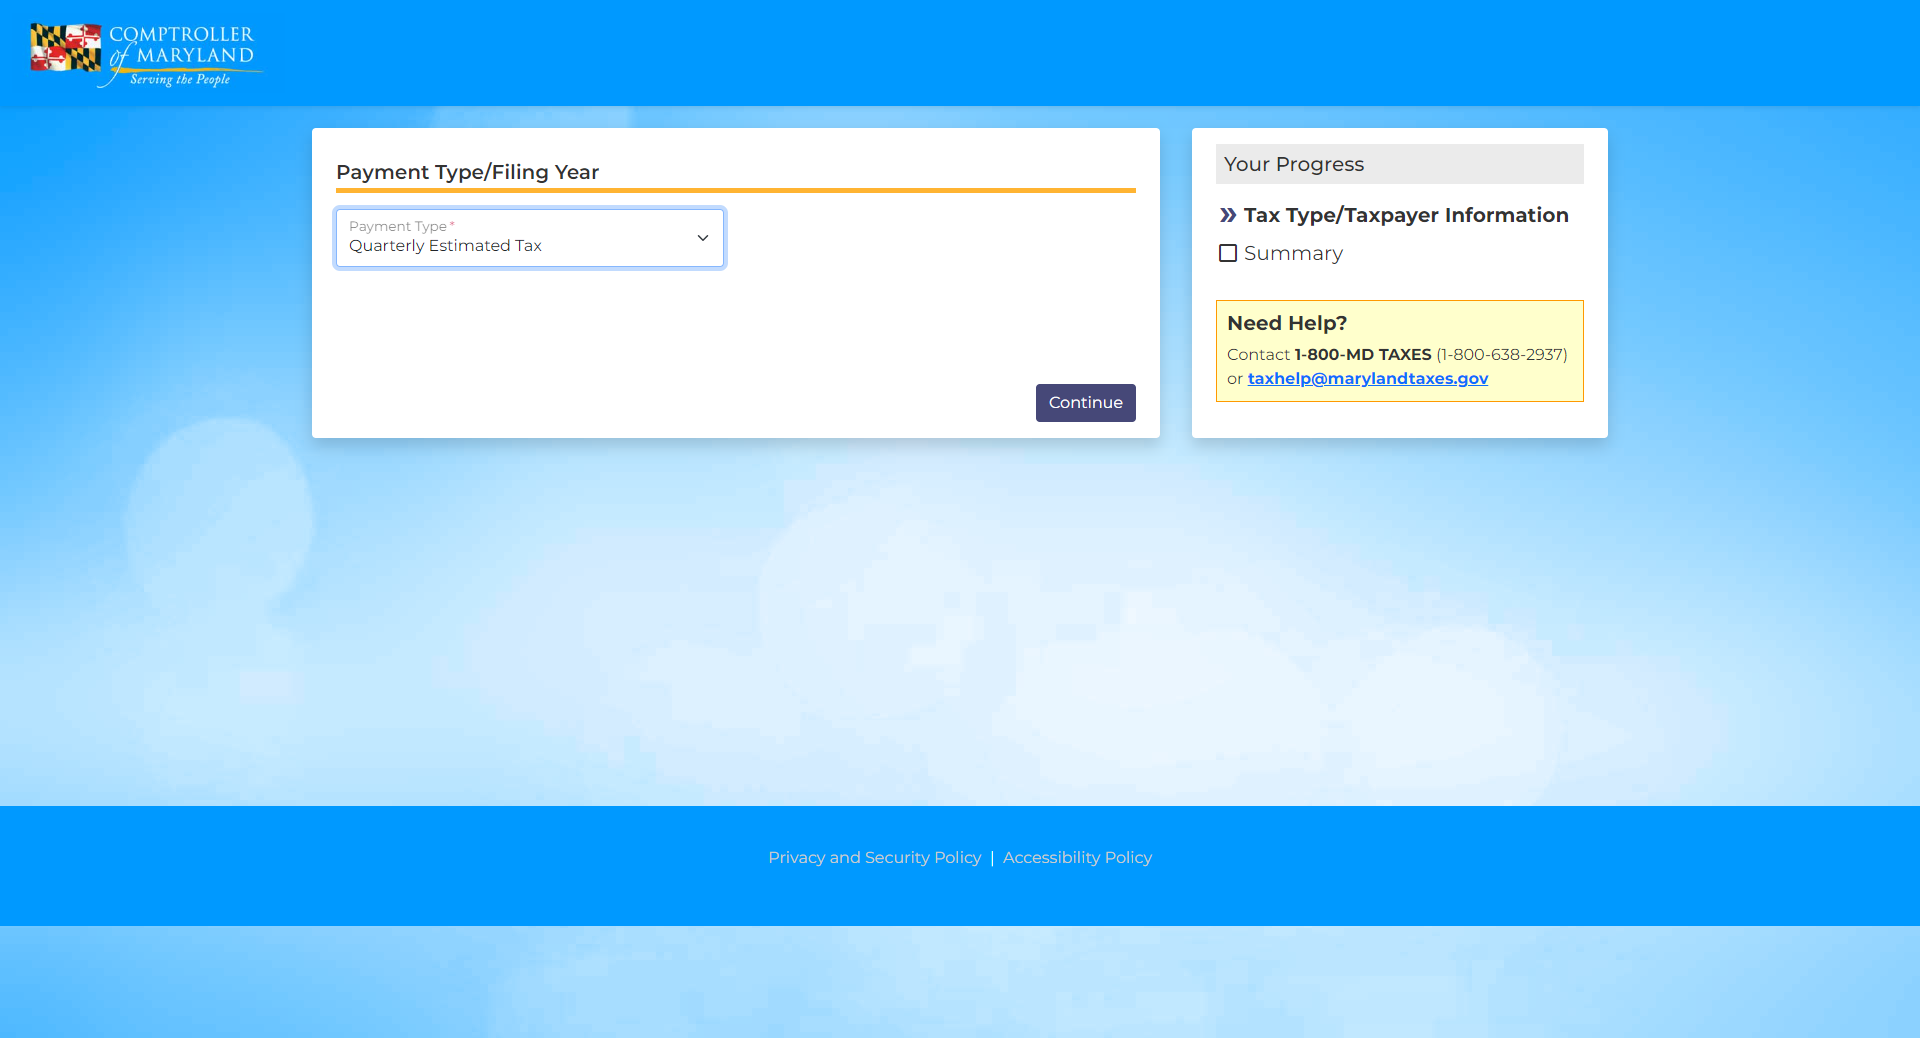 COMPTROLLER
of MARYLAND
Serving the People
Payment Type/Filing Year
Payment Type*
Quarterly Estimated Tax
Continue
Your Progress
» Tax Type/Taxpayer Information
Summary
Need Help?
Contact 1-800-MD TAXES (1-800-638-2937)
or taxhelp@marylandtaxes.gov
Privacy and Security Policy | Accessibility Policy